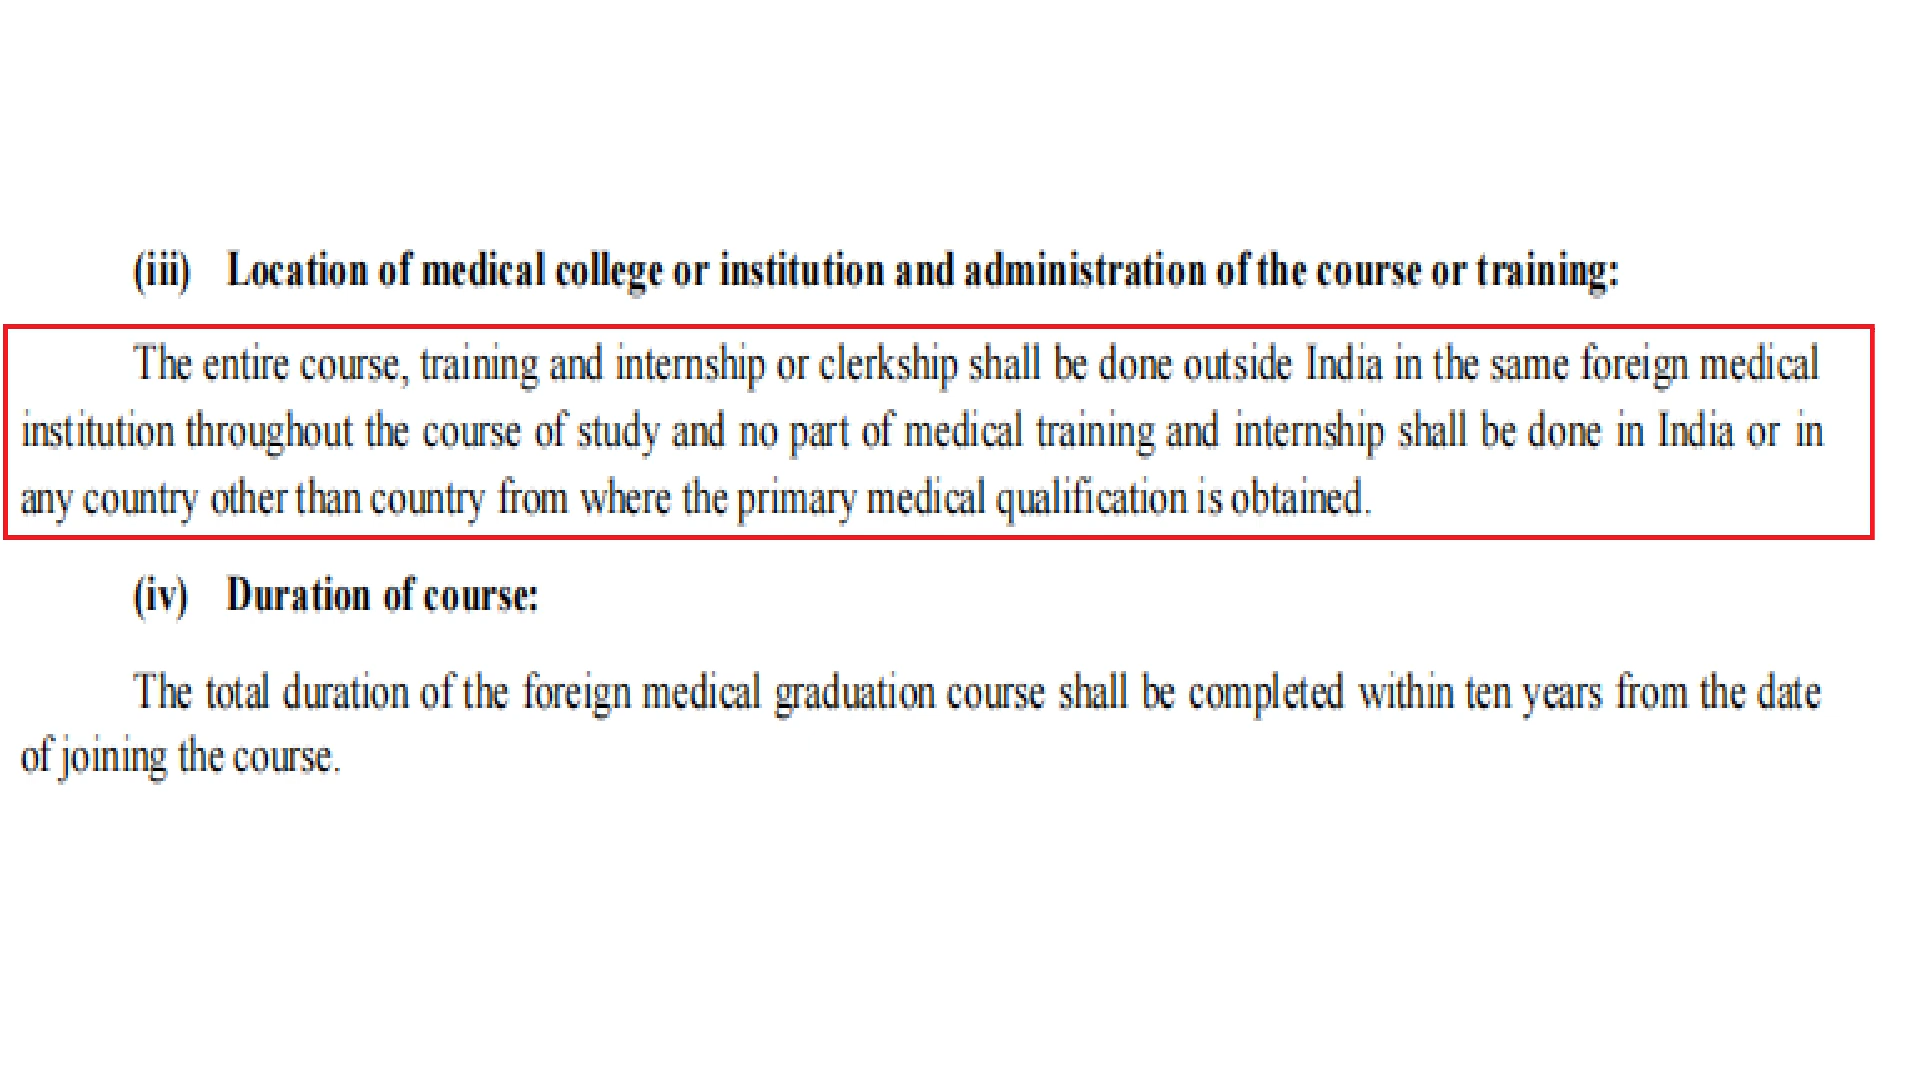 (iii) Location of medical college or institution and administration of the course or training:
The entire course, training and internship or clerkship shall be done outside India in the same foreign medical
institution throughout the course of study and no part of medical training and internship shall be done in India or in
any country other than country from where the primary medical qualification is obtained.
(iv) Duration of course:
The total duration of the foreign medical graduation course shall be completed within ten years from the date
of joining the course.